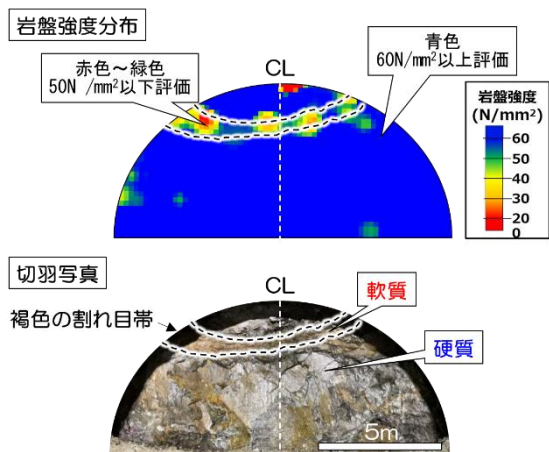 岩盤強度分布
CL
赤色～緑色
50N /mm²以下評価
青色
60N/mm²以上評価
岩盤強度
(N/mm²)
60
50
40
30
20
0
切羽写真
CL
褐色の割れ目帯
軟質
硬質
5m